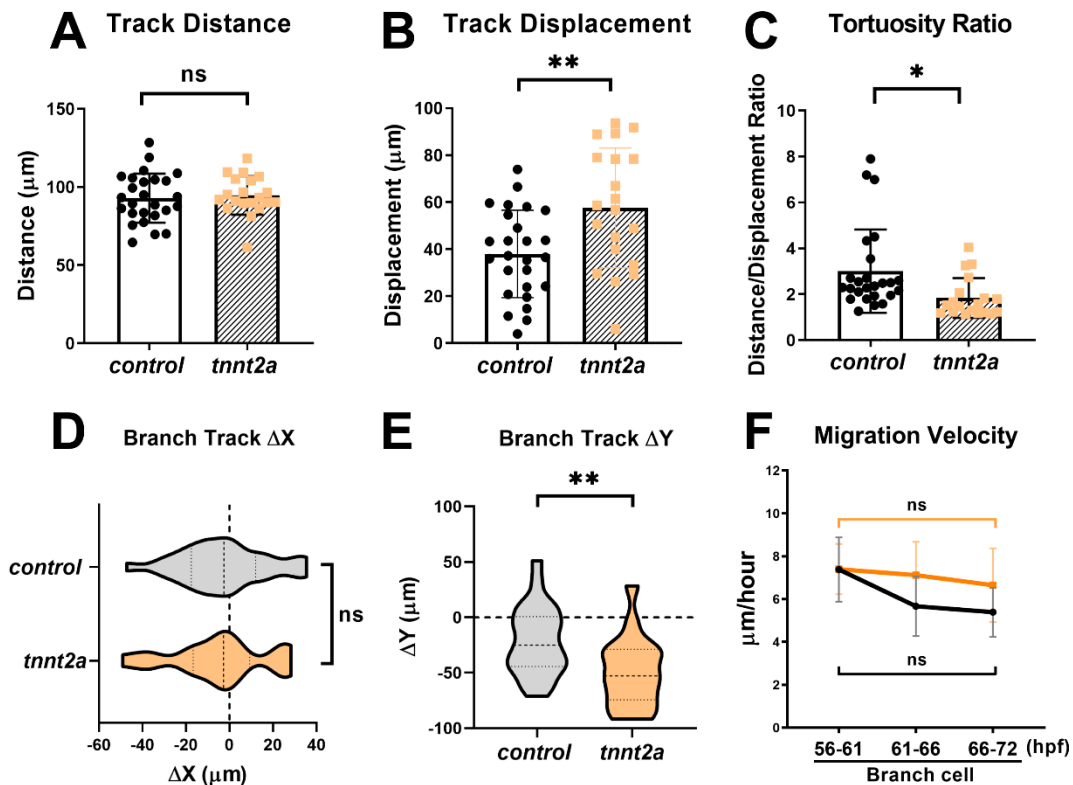 A Track Distance
ns
Distance (μm)
150
100
50
0
control tnnt2a
B Track Displacement
**
Displacement (μm)
100
80
60
40
20
0
control tnnt2a
C Tortuosity Ratio
*
Distance/Displacement Ratio
10
8
6
4
2
0
control tnnt2a
D Branch Track ΔX
control
tnnt2a
ns
-60 -40 -20 0 20 40
ΔX (μm)
E Branch Track ΔY
**
ΔY (μm)
100
50
0
-50
-100
control tnnt2a
F Migration Velocity
μm/hour
12
10
8
6
4
2
0
ns
ns
56-61 61-66 66-72 (hpf)
Branch cell